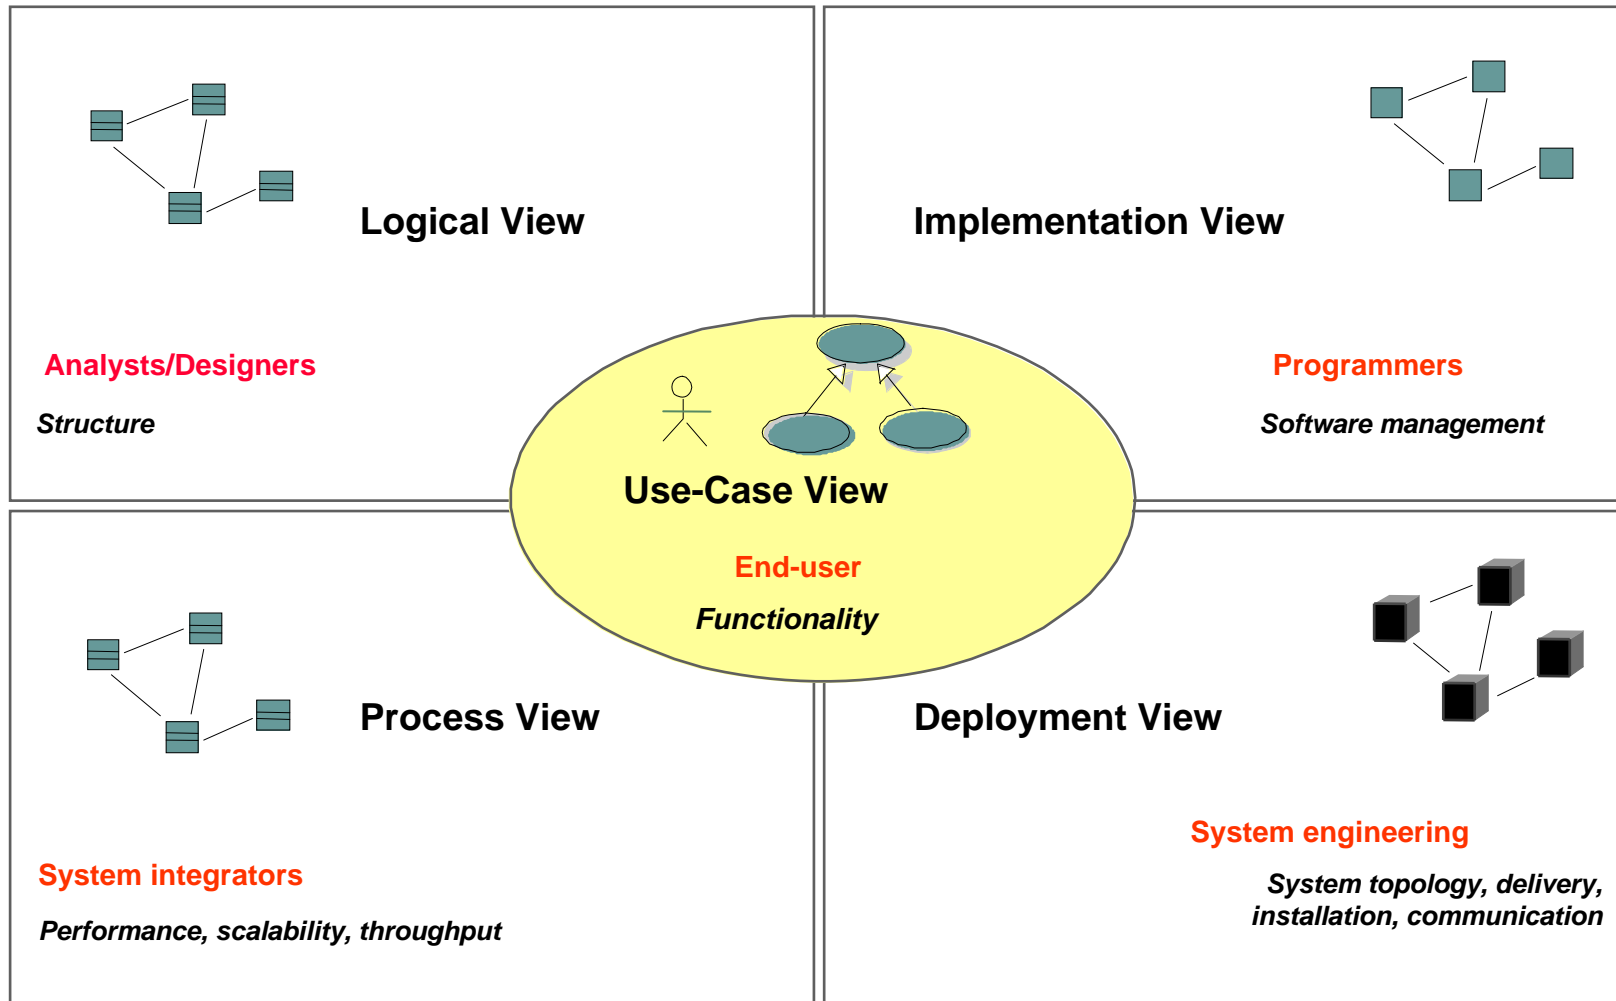 Logical View
Analysts/Designers
Structure
Implementation View
Programmers
Software management
Use-Case View
End-user
Functionality
Process View
System integrators
Performance, scalability, throughput
Deployment View
System engineering
System topology, delivery,
installation, communication